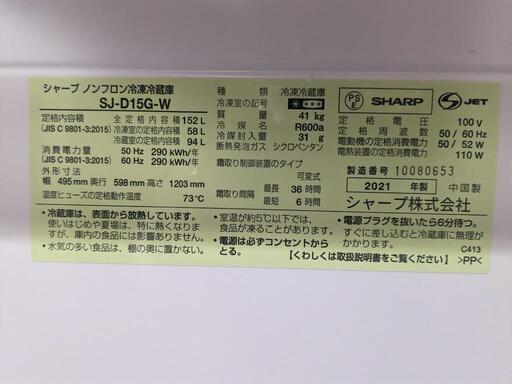 シャープ ノンフロン冷凍冷蔵庫
SJ-D15G-W
定格内容積 全定格内容積 152 L
(JIS C 9801-3:2015) 冷凍室の定格内容積 58 L
冷蔵室の定格内容積 94 L
消費電力量 50 Hz 290 kWh/年
(JIS C 9801-3:2015) 60 Hz 290 kWh/年
外形寸法
幅 495 mm 奥行 598 mm 高さ 1203 mm
温度ヒューズの定格動作温度 73℃
種類 冷凍冷蔵庫
冷凍室の記号
質量 41 kg
冷媒 R600a
冷媒封入量 31 g
断熱発泡ガス シクロペンタン
霜取り制御装置のタイプ
可変式
霜取り間隔 最長 36 時間
最短 6 時間
PS
E
SHARP
JET
定格電圧 100 V
定格周波数 50 / 60 Hz
電動機の定格消費電力 50 / 52 W
電熱装置の定格消費電力 110 W
製造番号 10080653
2021 年製 中国製
シャープ株式会社
・冷蔵庫は、表面から放熱しています。
使いはじめや夏場は、特に熱くなりま
すが、庫内の食品には影響ありません。
・水気の多い食品は、棚の奥に置かない。
・室温が約5℃以下では、
食品が凍ることがあります。
・電源は必ずコンセントから
とる。
・電源プラグを抜いたら6分待つ。
すぐに差し込むと冷蔵庫に無理が
かかります。
C413
【くわしくは取扱説明書をご覧ください】 >PP<